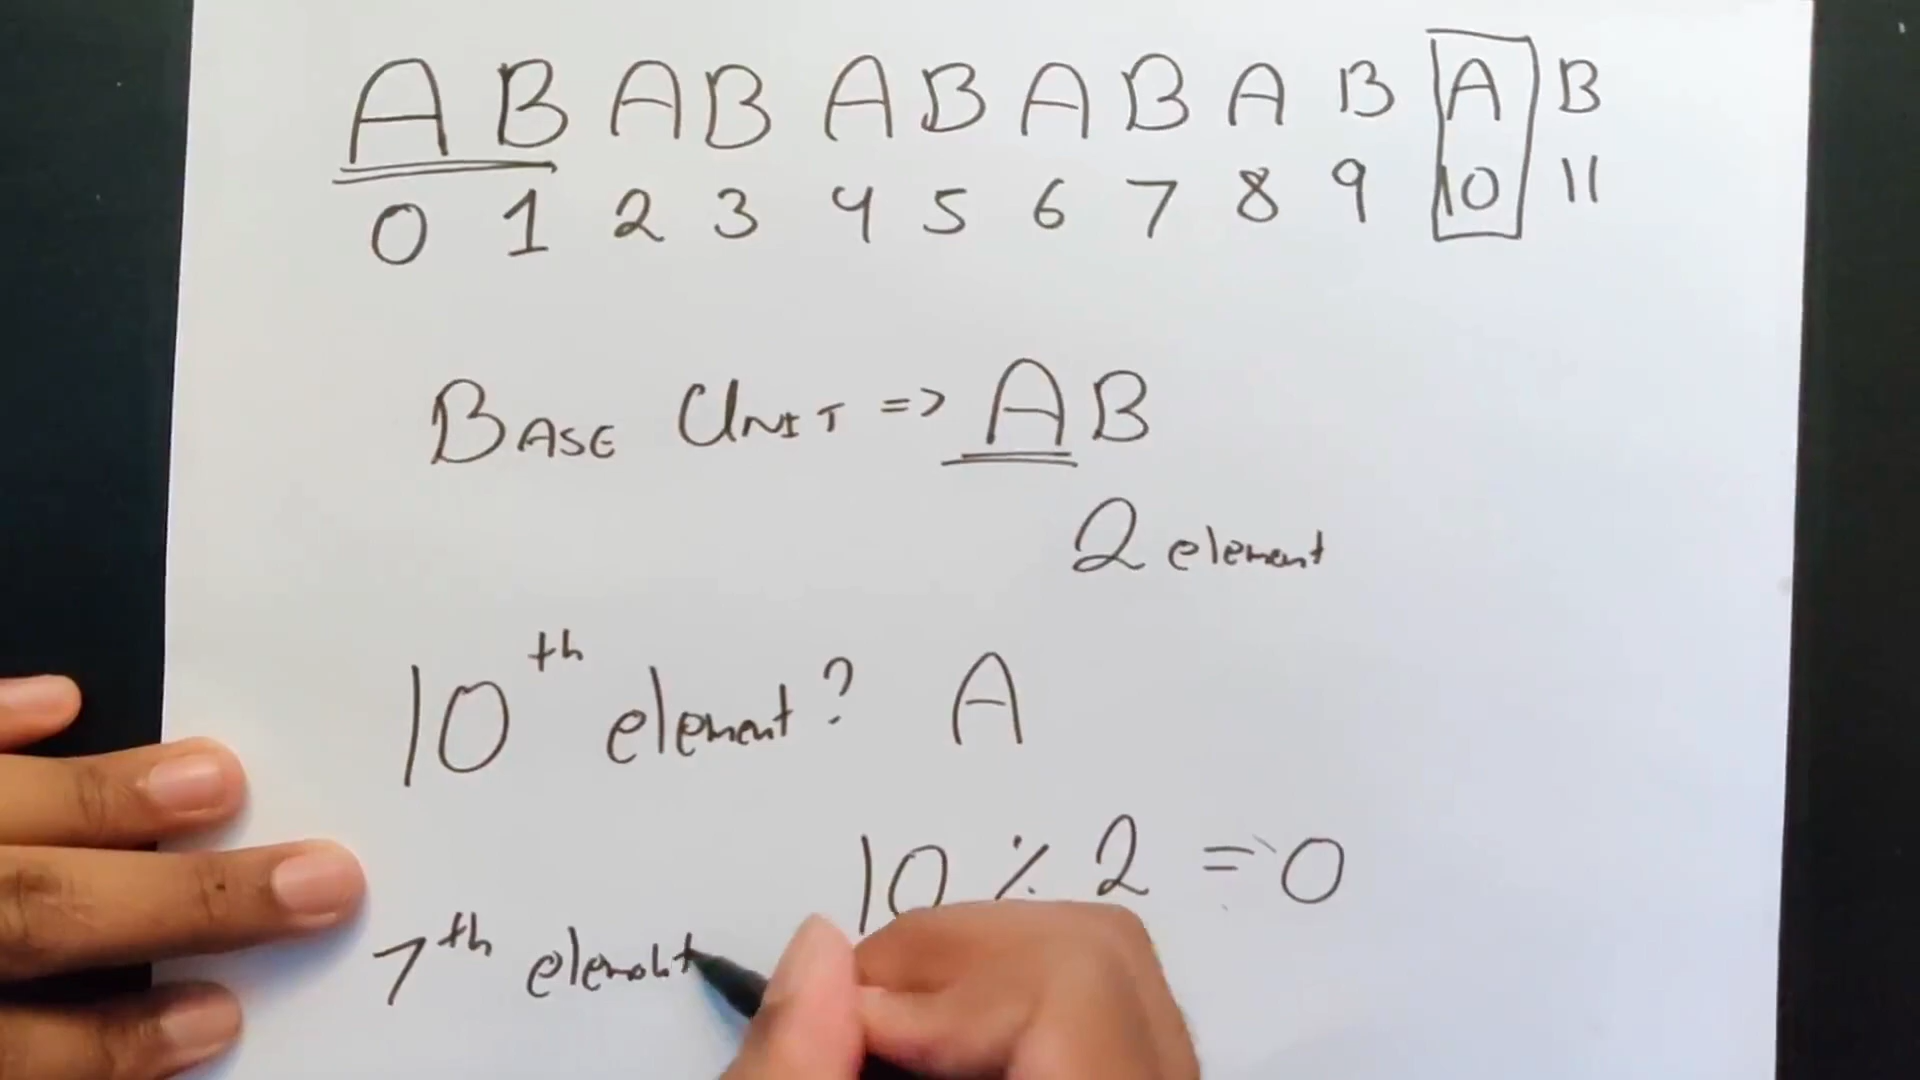 A B A B A B A B A B A B
0 1 2 3 4 5 6 7 8 9 10 11
BASE UNIT => AB
2 element
10th element? A
10 % 2 = 0
7th element